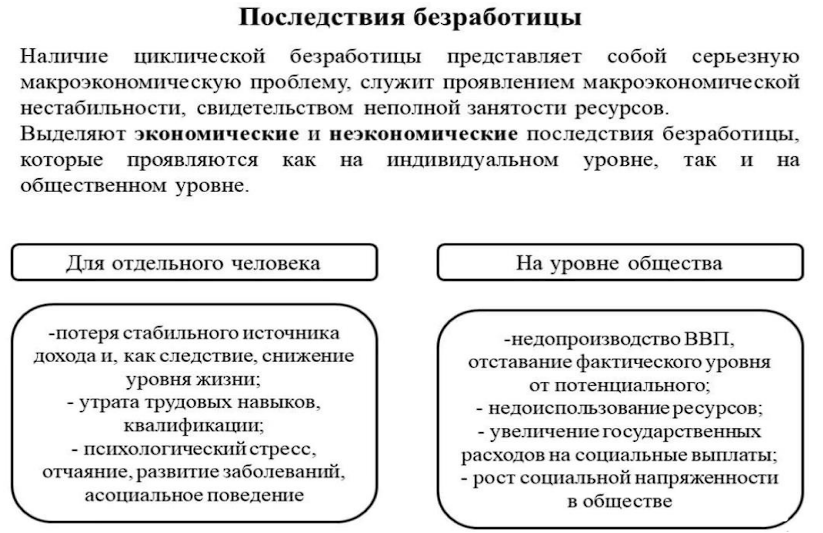 Последствия безработицы
Наличие циклической безработицы представляет собой серьезную
макроэкономическую проблему, служит проявлением макроэкономической
нестабильности, свидетельством неполной занятости ресурсов.
Выделяют экономические и неэкономические последствия безработицы,
которые проявляются как на индивидуальном уровне, так и на
общественном уровне.
Для отдельного человека
-потеря стабильного источника
дохода и, как следствие, снижение
уровня жизни;
- утрата трудовых навыков,
квалификации;
- психологический стресс,
отчаяние, развитие заболеваний,
асоциальное поведение
На уровне общества
-недопроизводство ВВП,
отставание фактического уровня
от потенциального;
- недоиспользование ресурсов;
- увеличение государственных
расходов на социальные выплаты;
- рост социальной напряженности
в обществе